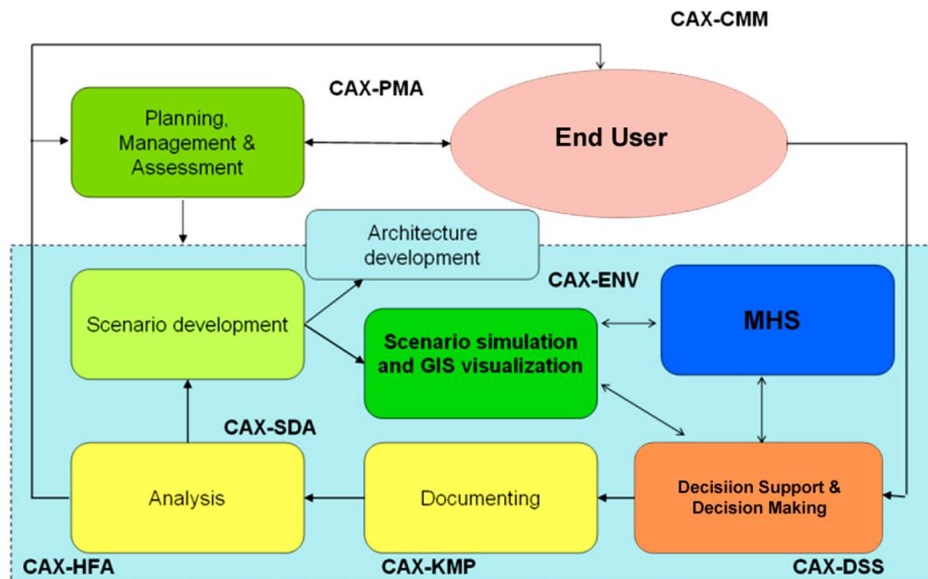 CAX-CMM
CAX-PMA
Planning,
Management &
Assessment
End User
Architecture
development
CAX-ENV
Scenario development
MHS
Scenario simulation
and GIS visualization
CAX-SDA
Analysis
Documenting
Decisiion Support &
Decision Making
CAX-HFA
CAX-KMP
CAX-DSS